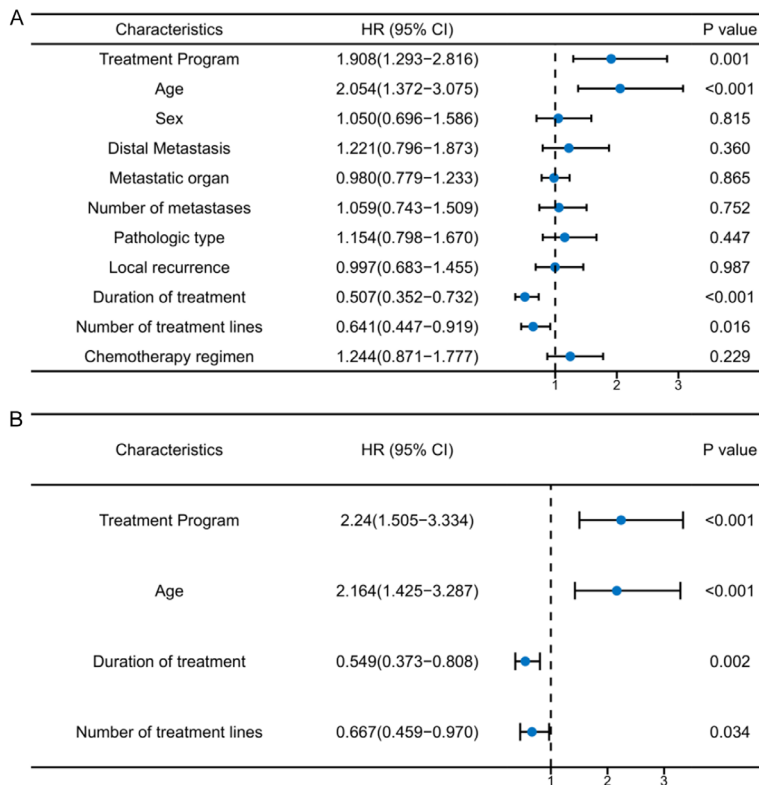 A
Characteristics HR (95% CI) P value
Treatment Program 1.908(1.293−2.816) 0.001
Age 2.054(1.372−3.075) <0.001
Sex 1.050(0.696−1.586) 0.815
Distal Metastasis 1.221(0.796−1.873) 0.360
Metastatic organ 0.980(0.779−1.233) 0.865
Number of metastases 1.059(0.743−1.509) 0.752
Pathologic type 1.154(0.798−1.670) 0.447
Local recurrence 0.997(0.683−1.455) 0.987
Duration of treatment 0.507(0.352−0.732) <0.001
Number of treatment lines 0.641(0.447−0.919) 0.016
Chemotherapy regimen 1.244(0.871−1.777) 0.229
1 2 3
B
Characteristics HR (95% CI) P value
Treatment Program 2.24(1.505−3.334) <0.001
Age 2.164(1.425−3.287) <0.001
Duration of treatment 0.549(0.373−0.808) 0.002
Number of treatment lines 0.667(0.459−0.970) 0.034
1 2 3